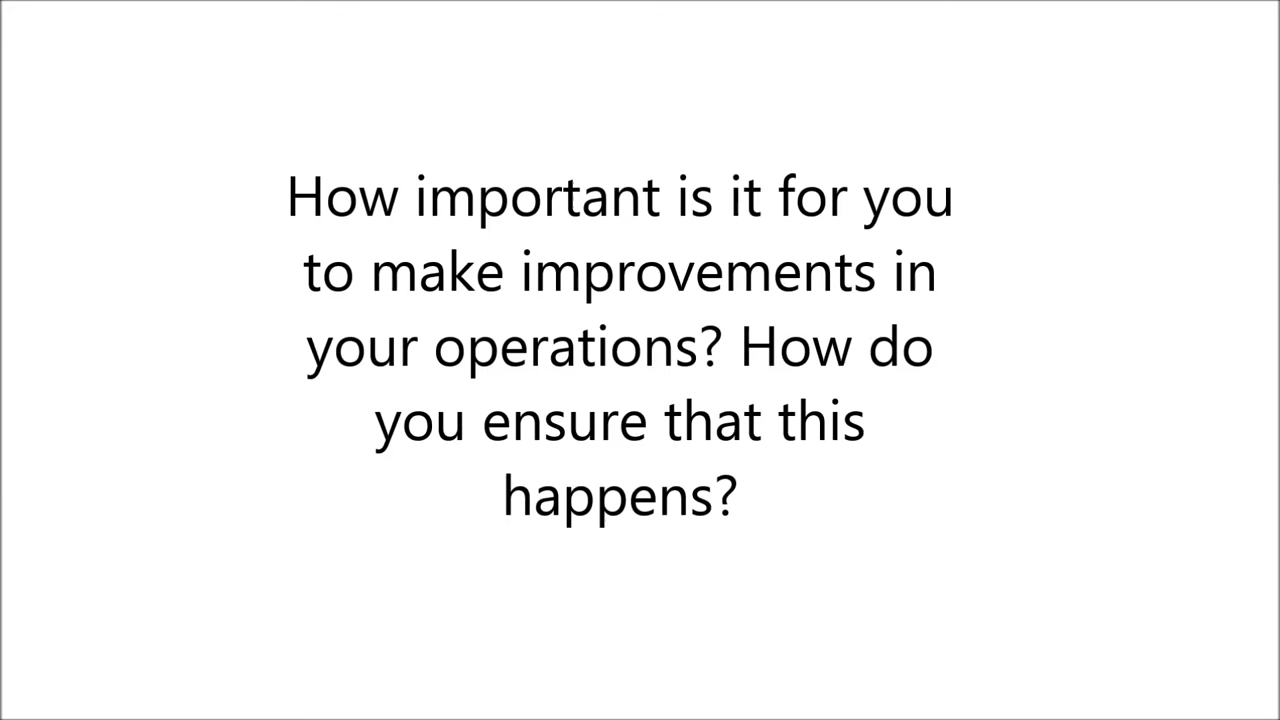 How important is it for you
to make improvements in
your operations? How do
you ensure that this
happens?